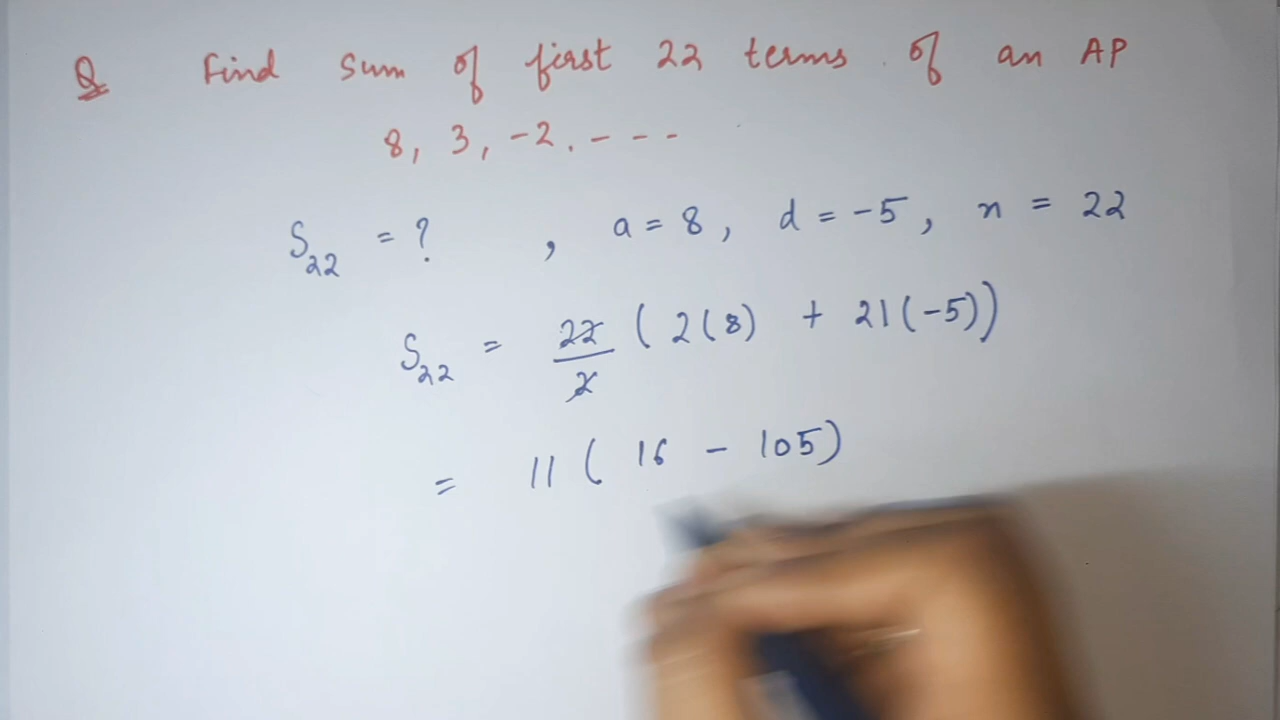 Q Find sum of first 22 terms of an AP
8, 3, -2. - - -
S22 = ? , a = 8, d = -5, n = 22
S22 = 22/2 ( 2(8) + 21(-5))
= 11 ( 16 - 105)